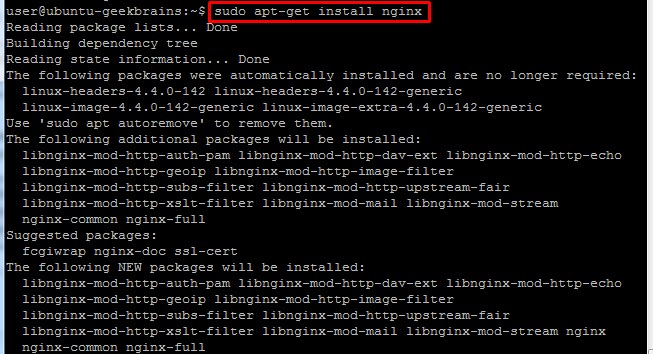 user@ubuntu-geekbrains:~$ sudo apt-get install nginx
Reading package lists... Done
Building dependency tree
Reading state information... Done
The following packages were automatically installed and are no longer required:
  linux-headers-4.4.0-142 linux-headers-4.4.0-142-generic
  linux-image-4.4.0-142-generic linux-image-extra-4.4.0-142-generic
Use 'sudo apt autoremove' to remove them.
The following additional packages will be installed:
  libnginx-mod-http-auth-pam libnginx-mod-http-dav-ext libnginx-mod-http-echo
  libnginx-mod-http-geoip libnginx-mod-http-image-filter
  libnginx-mod-http-subs-filter libnginx-mod-http-upstream-fair
  libnginx-mod-http-xslt-filter libnginx-mod-mail libnginx-mod-stream
  nginx-common nginx-full
Suggested packages:
  fcgiwrap nginx-doc ssl-cert
The following NEW packages will be installed:
  libnginx-mod-http-auth-pam libnginx-mod-http-dav-ext libnginx-mod-http-echo
  libnginx-mod-http-geoip libnginx-mod-http-image-filter
  libnginx-mod-http-subs-filter libnginx-mod-http-upstream-fair
  libnginx-mod-http-xslt-filter libnginx-mod-mail libnginx-mod-stream nginx
  nginx-common nginx-full